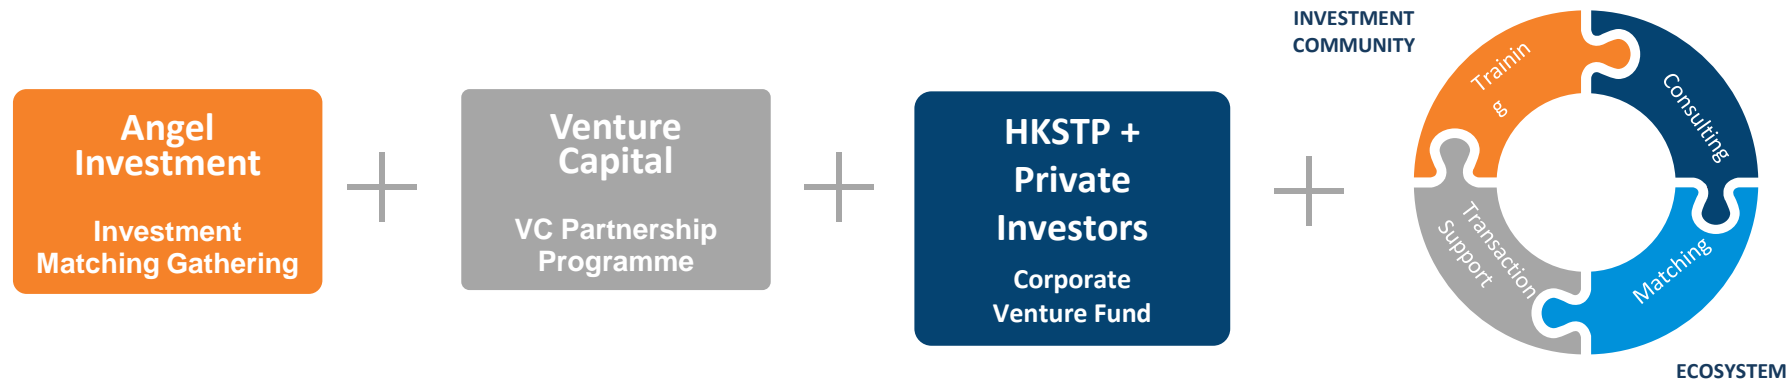 Angel
Investment
Investment
Matching Gathering
Venture
Capital
VC Partnership
Programme
HKSTP +
Private
Investors
Corporate
Venture Fund
INVESTMENT
COMMUNITY
Trainin
g
Consulting
Transaction
Support
Matching
ECOSYSTEM